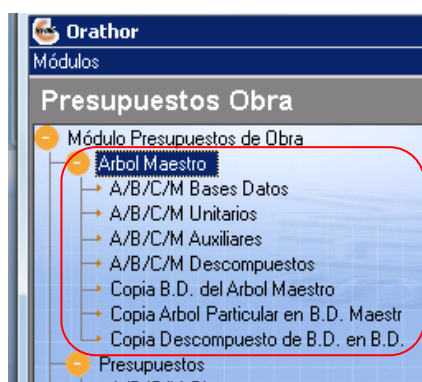 Orathor
Módulos
Presupuestos Obra
Módulo Presupuestos de Obra
Arbol Maestro
A/B/C/M Bases Datos
A/B/C/M Unitarios
A/B/C/M Auxiliares
A/B/C/M Descompuestos
Copia B.D. del Arbol Maestro
Copia Arbol Particular en B.D. Maestr
Copia Descompuesto de B.D. en B.D.
Presupuestos